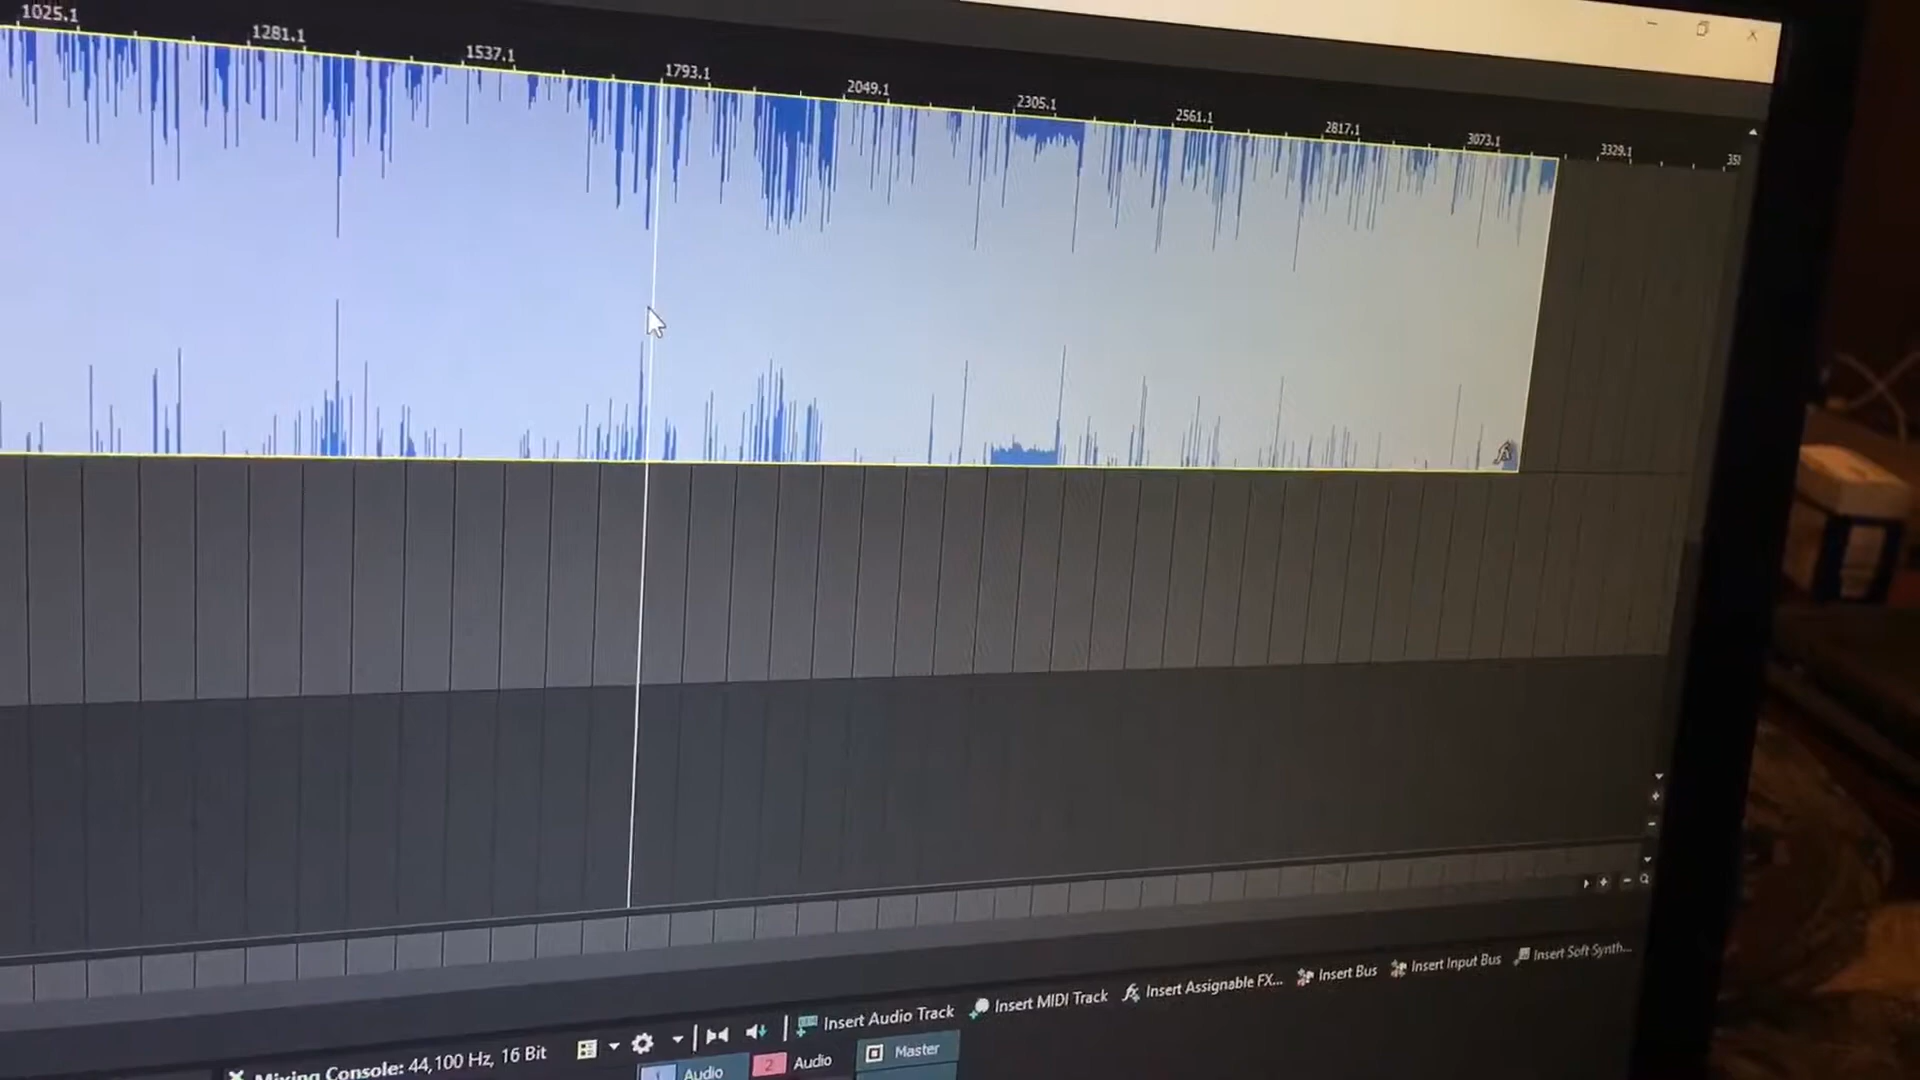 1025.1
1281.1
1537.1
1793.1
2049.1
2305.1
2561.1
2817.1
3073.1
3329.1
Insert Audio Track
Insert MIDI Track
Insert Assignable FX...
Insert Bus
Insert Input Bus
Insert Soft Synth...
Mixing Console: 44,100 Hz, 16 Bit
1 Audio
2 Audio
Master